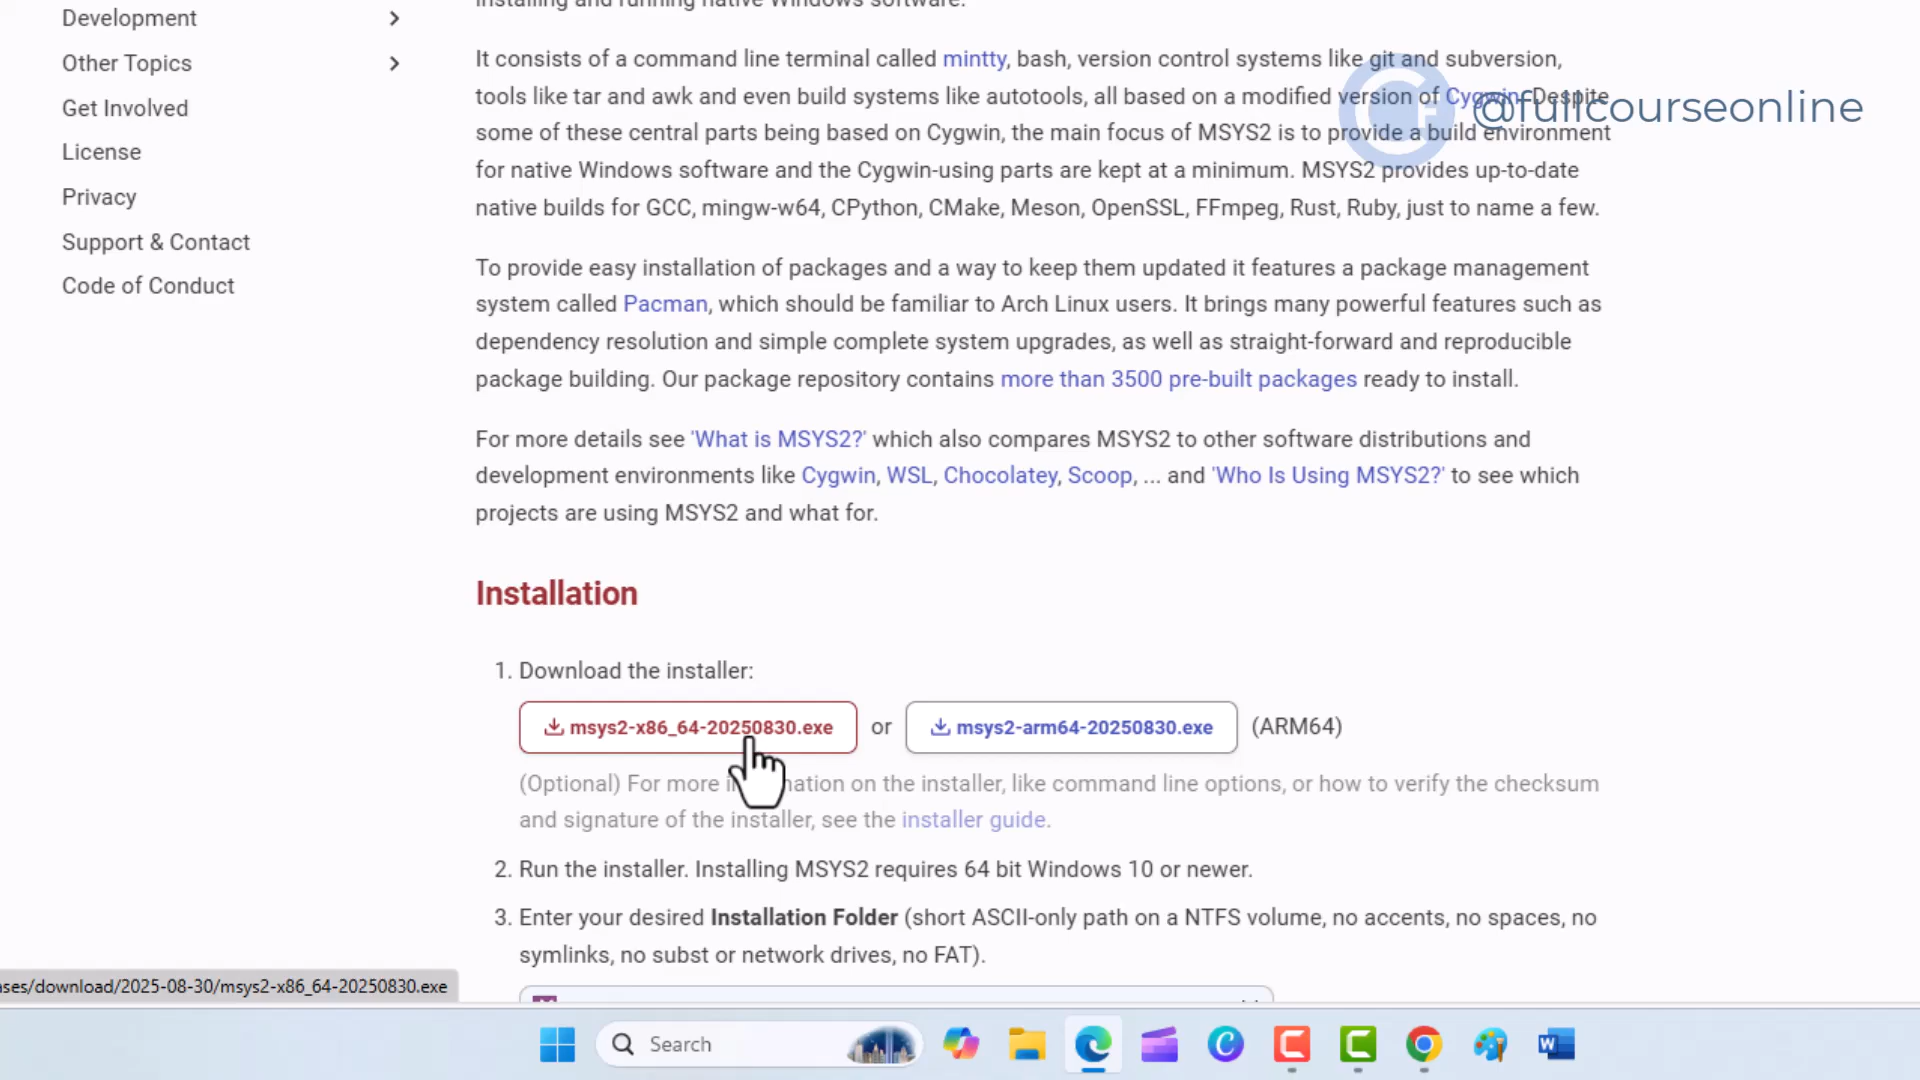 Development
Other Topics
Get Involved
License
Privacy
Support & Contact
Code of Conduct
installing and running native Windows software.
It consists of a command line terminal called mintty, bash, version control systems like git and subversion,
tools like tar and awk and even build systems like autotools, all based on a modified version of Cygwin. Despite
some of these central parts being based on Cygwin, the main focus of MSYS2 is to provide a build environment
for native Windows software and the Cygwin-using parts are kept at a minimum. MSYS2 provides up-to-date
native builds for GCC, mingw-w64, CPython, CMake, Meson, OpenSSL, FFmpeg, Rust, Ruby, just to name a few.
@fullcourseonline
To provide easy installation of packages and a way to keep them updated it features a package management
system called Pacman, which should be familiar to Arch Linux users. It brings many powerful features such as
dependency resolution and simple complete system upgrades, as well as straight-forward and reproducible
package building. Our package repository contains more than 3500 pre-built packages ready to install.
For more details see 'What is MSYS2?' which also compares MSYS2 to other software distributions and
development environments like Cygwin, WSL, Chocolatey, Scoop, ... and 'Who Is Using MSYS2?' to see which
projects are using MSYS2 and what for.
Installation
1. Download the installer:
msys2-x86_64-20250830.exe or msys2-arm64-20250830.exe (ARM64)
(Optional) For more ation on the installer, like command line options, or how to verify the checksum
and signature of the installer, see the installer guide.
2. Run the installer. Installing MSYS2 requires 64 bit Windows 10 or newer.
3. Enter your desired Installation Folder (short ASCII-only path on a NTFS volume, no accents, no spaces, no
symlinks, no subst or network drives, no FAT).
ases/download/2025-08-30/msys2-x86_64-20250830.exe
Search